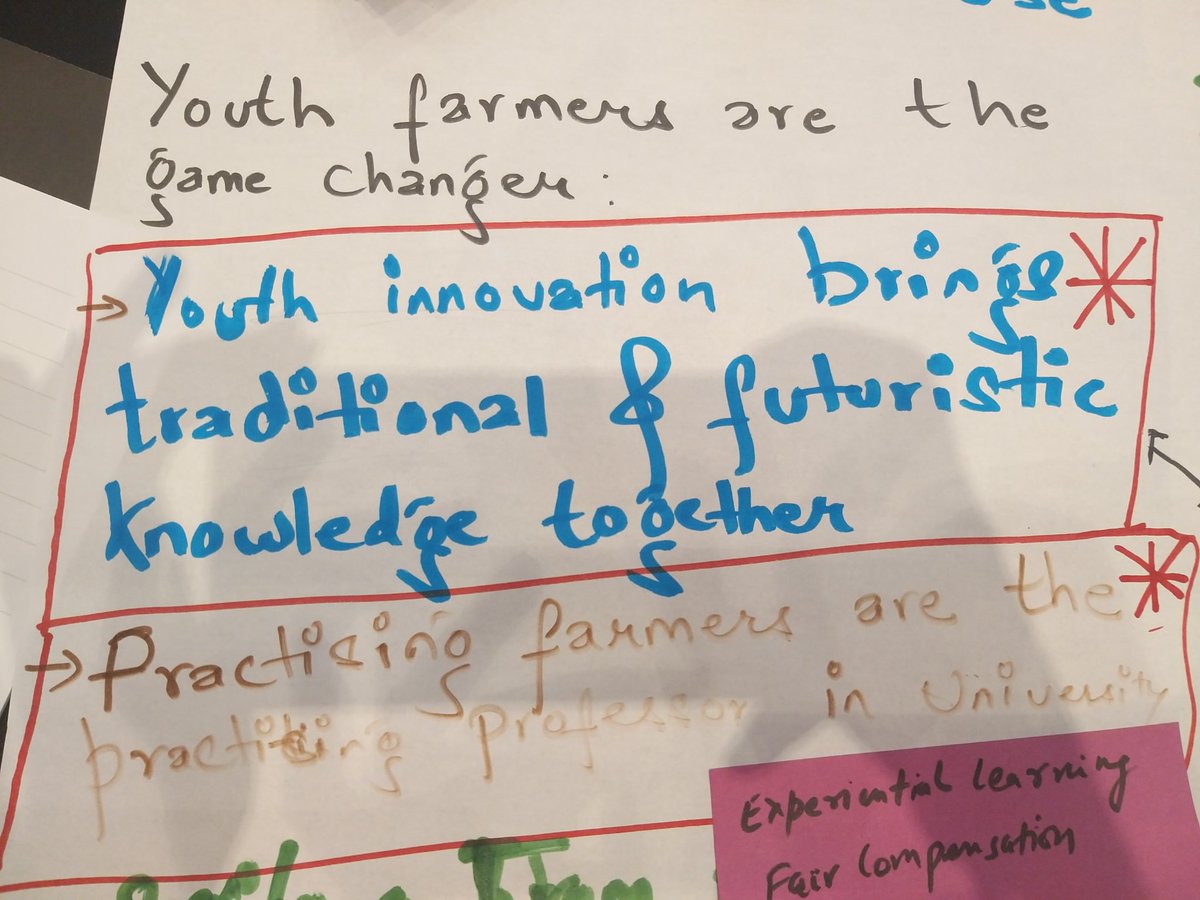 Youth farmers are the
game changer:
→ Youth innovation brings
traditional & futuristic
knowledge together
→ Practising farmers are the
practicing professor in University
Experiential learning
Fair Compensation